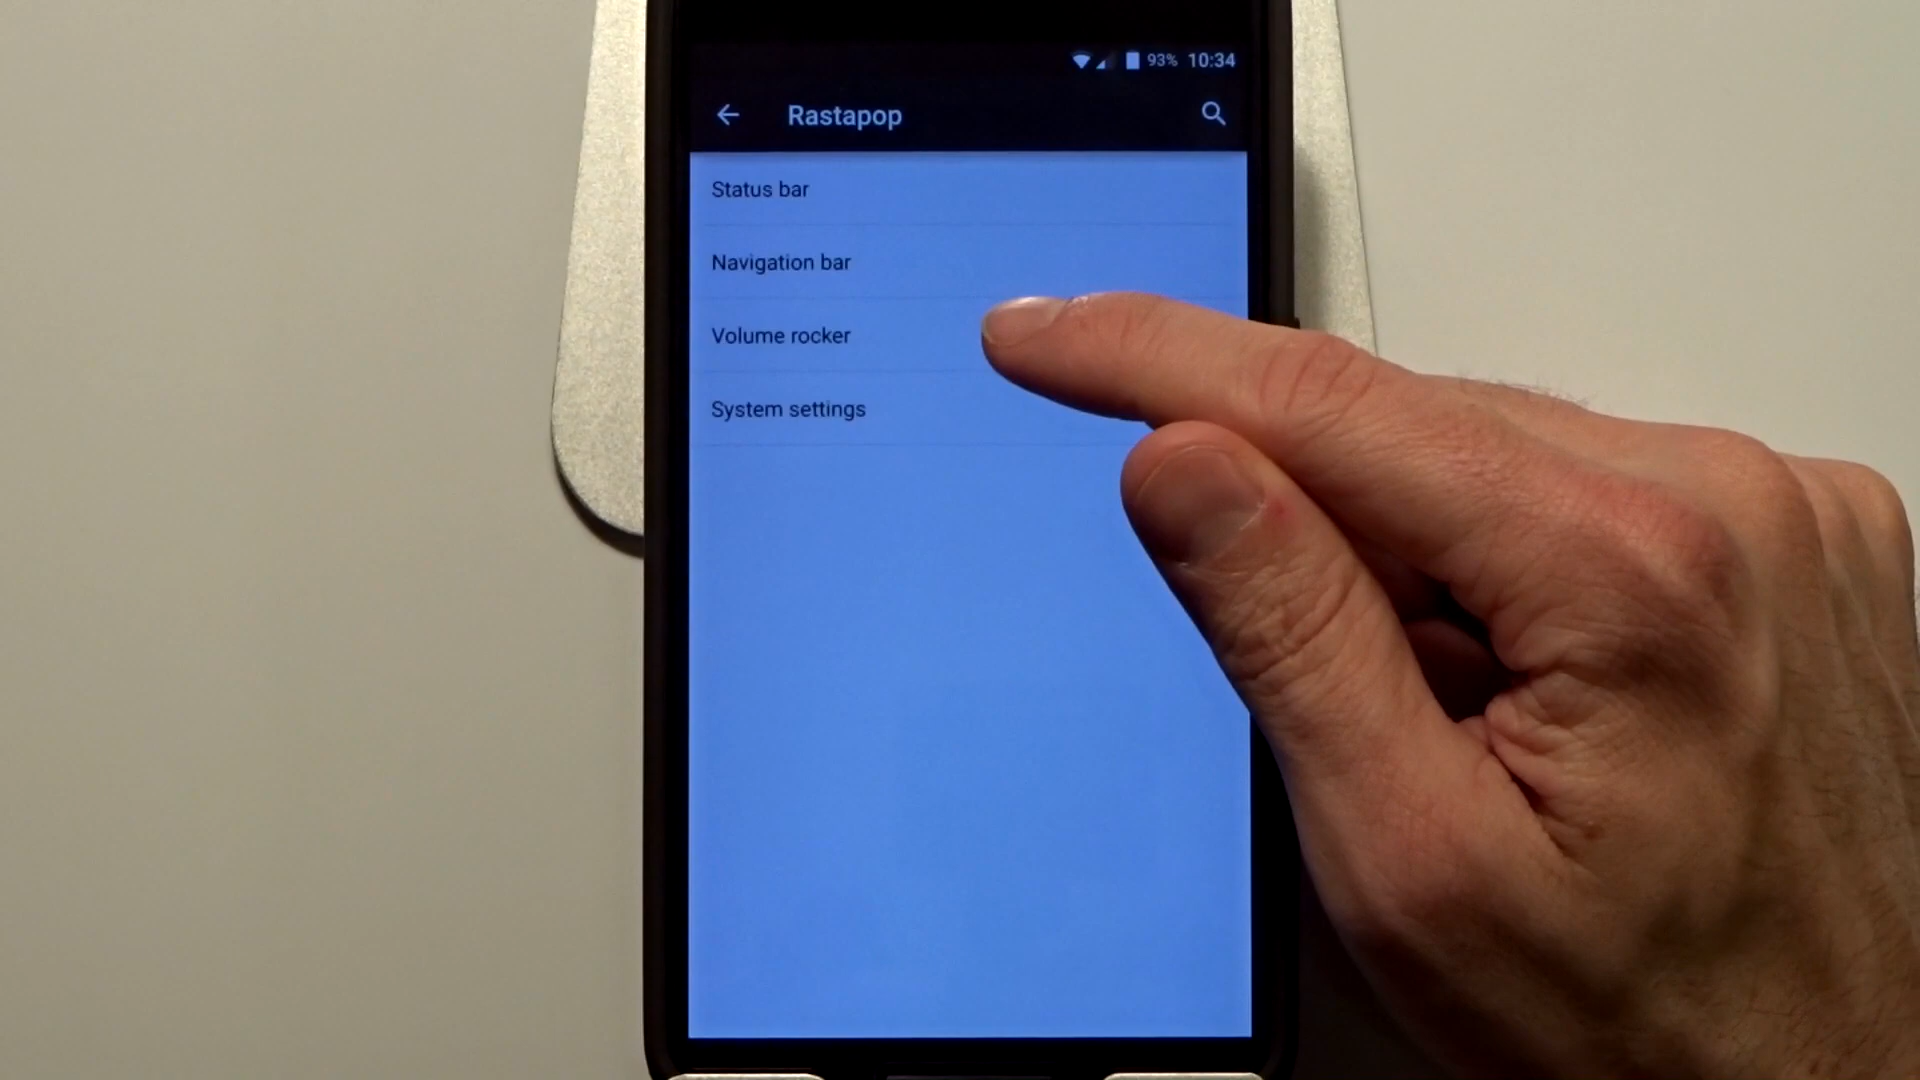 93% 10:34
Rastapop
Status bar
Navigation bar
Volume rocker
System settings